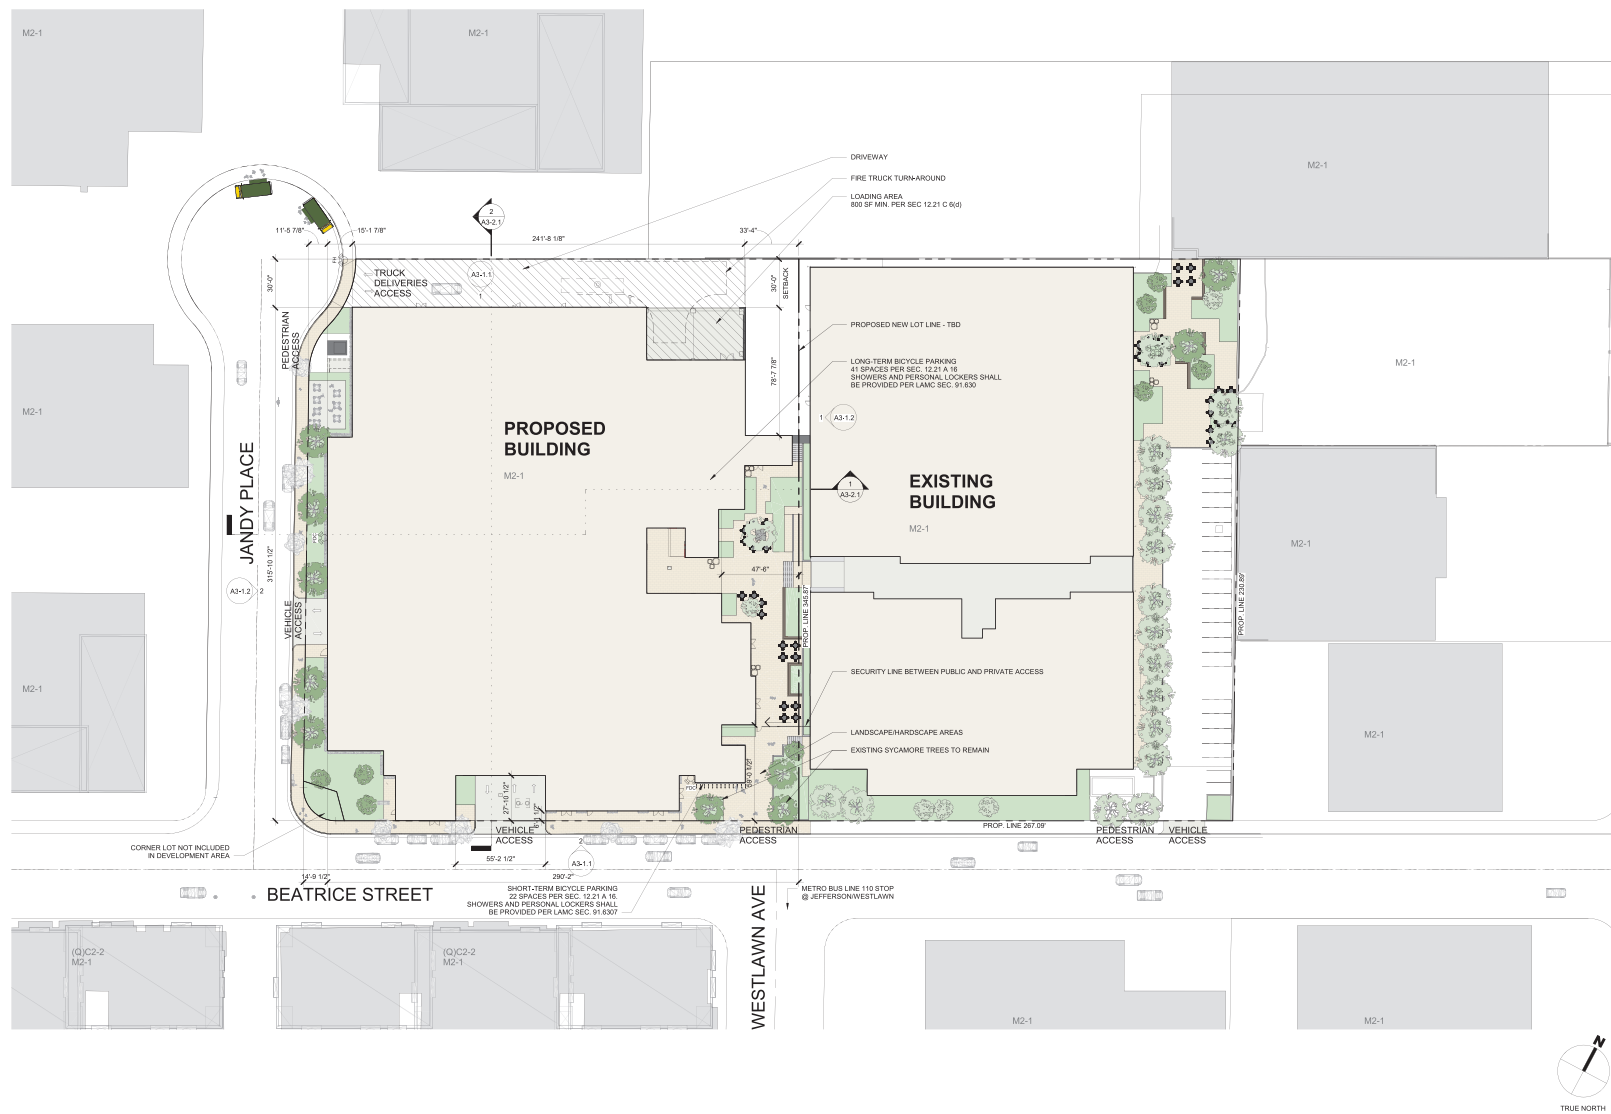 M2-1
M2-1
M2-1
DRIVEWAY
FIRE TRUCK TURN-AROUND
LOADING AREA
800 SF MIN. PER SEC 12.21 C 6(d)
2
A3-2.1
11'-5 7/8"
15'-1 7/8"
241'-8 1/8"
33'-4"
FH
TRUCK
DELIVERIES
ACCESS
A3-1.1
1
30'-0"
30'-0"
SETBACK
PEDESTRIAN
ACCESS
PROPOSED NEW LOT LINE - TBD
78'-7 7/8"
LONG-TERM BICYCLE PARKING
41 SPACES PER SEC. 12.21 A 16
SHOWERS AND PERSONAL LOCKERS SHALL
BE PROVIDED PER LAMC SEC. 91.630
M2-1
M2-1
1
A3-1.2
PROPOSED
BUILDING
M2-1
EXISTING
BUILDING
M2-1
1
A3-2.1
JANDY PLACE
315'-10 1/2"
FDC
M2-1
47'-6"
A3-1.2
2
VEHICLE
ACCESS
PROP. LINE 345.87'
PROP. LINE 230.89'
SECURITY LINE BETWEEN PUBLIC AND PRIVATE ACCESS
M2-1
LANDSCAPE/HARDSCAPE AREAS
EXISTING SYCAMORE TREES TO REMAIN
M2-1
FDC
27'-10 1/2"
PROP. LINE 267.09'
VEHICLE
ACCESS
PEDESTRIAN
ACCESS
PEDESTRIAN
ACCESS
VEHICLE
ACCESS
CORNER LOT NOT INCLUDED
IN DEVELOPMENT AREA
55'-2 1/2"
2
A3-1.1
14'-9 1/2"
290'-2"
BEATRICE STREET
SHORT-TERM BICYCLE PARKING
22 SPACES PER SEC. 12.21 A 16.
SHOWERS AND PERSONAL LOCKERS SHALL
BE PROVIDED PER LAMC SEC. 91.6307
METRO BUS LINE 110 STOP
@ JEFFERSON/WESTLAWN
WESTLAWN AVE
(Q)C2-2
M2-1
(Q)C2-2
M2-1
M2-1
M2-1
N
TRUE NORTH